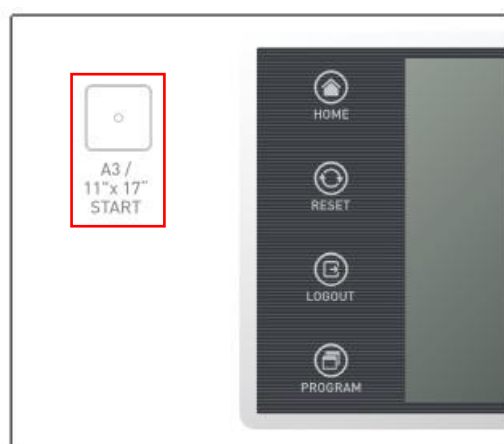 A3 /
11"x 17"
START
HOME
RESET
LOGOUT
PROGRAM